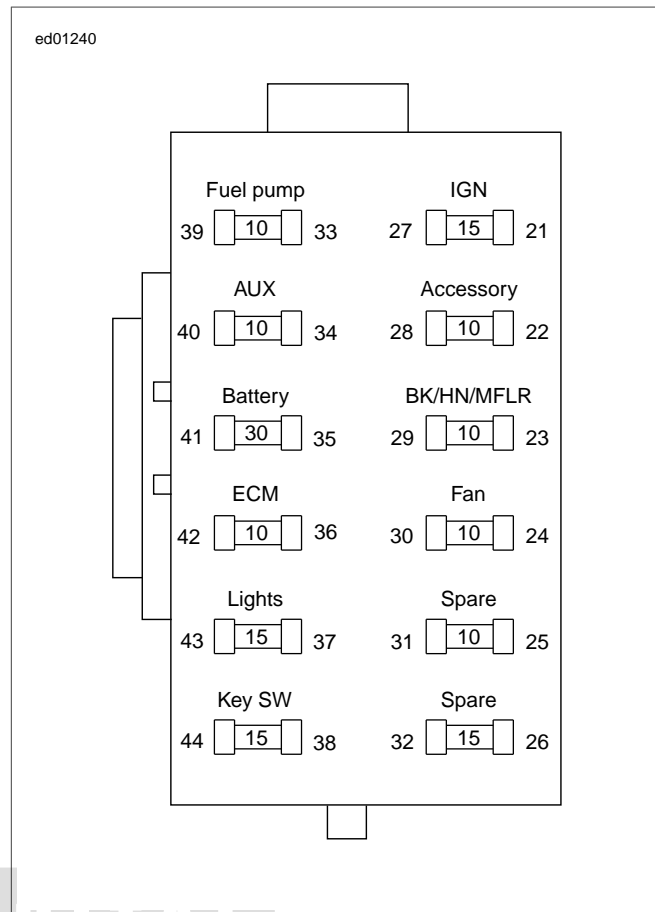 ed01240
Fuel pump IGN
39 10 33 27 15 21
AUX Accessory
40 10 34 28 10 22
Battery BK/HN/MFLR
41 30 35 29 10 23
ECM Fan
42 10 36 30 10 24
Lights Spare
43 15 37 31 10 25
Key SW Spare
44 15 38 32 15 26